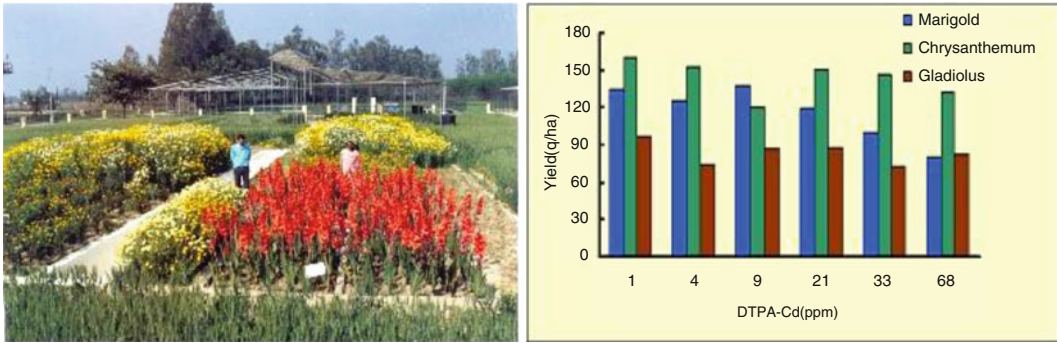 180
150
120
90
60
30
0
Yield(q/ha)
Marigold
Chrysanthemum
Gladiolus
1 4 9 21 33 68
DTPA-Cd(ppm)